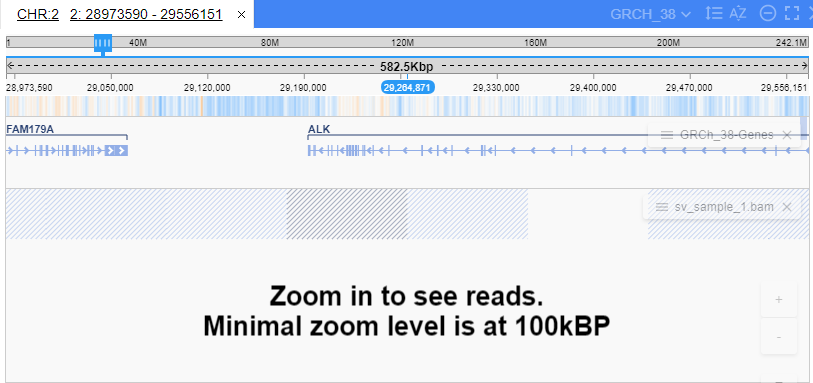 CHR:2 2: 28973590 - 29556151 × GRCH_38
1 40M 80M 120M 160M 200M 242.1M
582.5Kbp
28,973,590 29,050,000 29,120,000 29,190,000 29,264,871 29,330,000 29,400,000 29,470,000 29,556,151
FAM179A ALK
GRCh_38-Genes ×
sv_sample_1.bam ×
Zoom in to see reads.
Minimal zoom level is at 100kBP
+
-